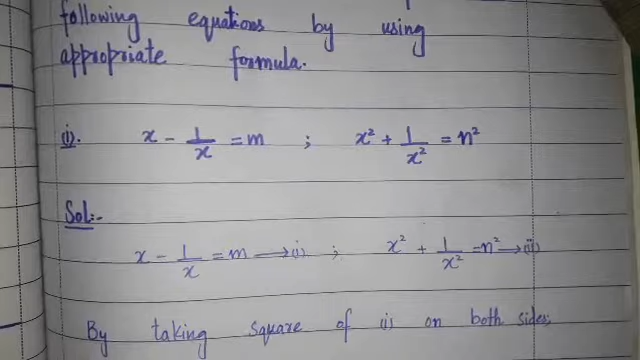 following equations by using
appropriate formula.
(i). x - 1/x = m ; x² + 1/x² = n²
Sol:-
x - 1/x = m → (i) ; x² + 1/x² = n² → (ii)
By taking square of (i) on both sides;